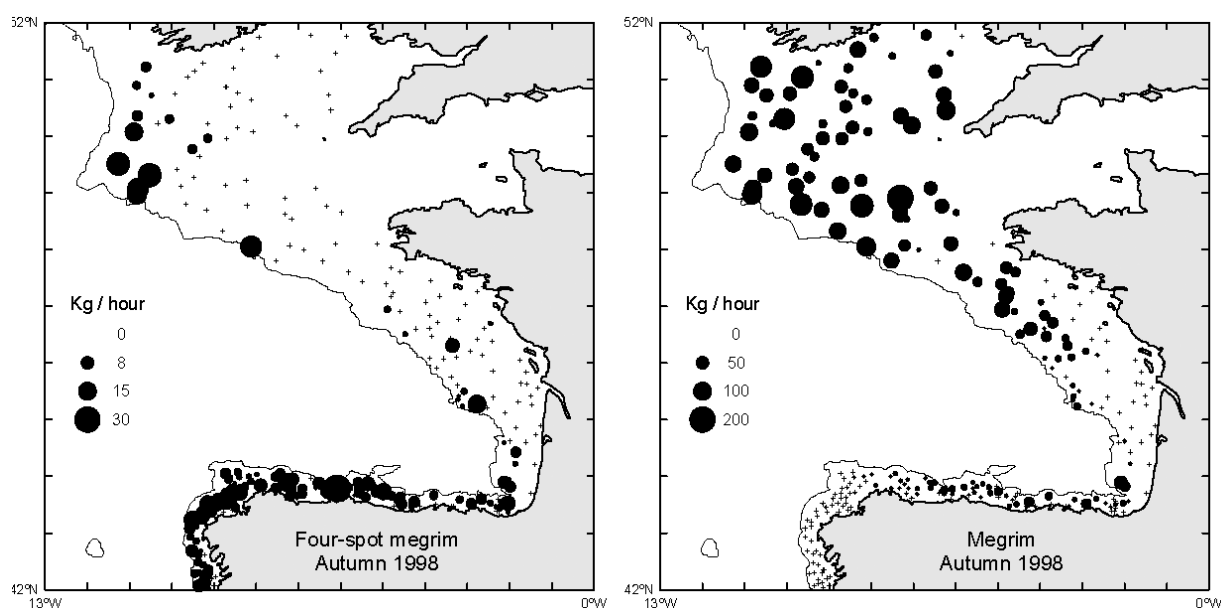 52°N
Kg / hour
0
8
15
30
Four-spot megrim
Autumn 1998
42°N
13°W
0°W
52°N
Kg / hour
0
50
100
200
Megrim
Autumn 1998
42°N
13°W
0°W